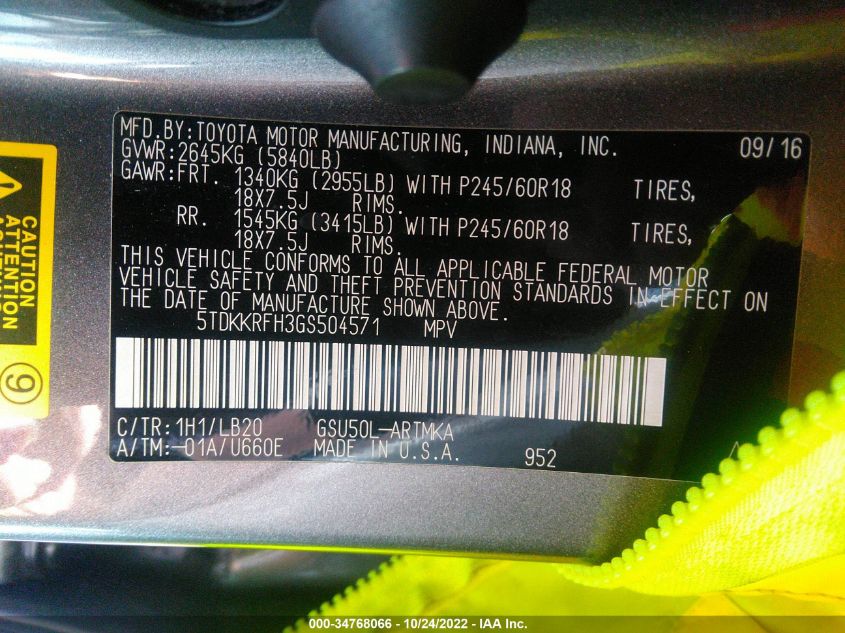 MFD.BY:TOYOTA MOTOR MANUFACTURING, INDIANA, INC. 09/16
GVWR:2645KG (5840LB)
GAWR:FRT. 1340KG (2955LB) WITH P245/60R18 TIRES,
18X7.5J RIMS.
RR. 1545KG (3415LB) WITH P245/60R18 TIRES,
18X7.5J RIMS.
THIS VEHICLE CONFORMS TO ALL APPLICABLE FEDERAL MOTOR
VEHICLE SAFETY AND THEFT PREVENTION STANDARDS IN EFFECT ON
THE DATE OF MANUFACTURE SHOWN ABOVE.
5TDKKRFH3GS504571 MPV
C/TR:1H1/LB20 GSU50L-ARTMKA
A/TM:-01A/U660E MADE IN U.S.A. 952
CAUTION
ATTENTION
9
000-34768066 - 10/24/2022 - IAA Inc.